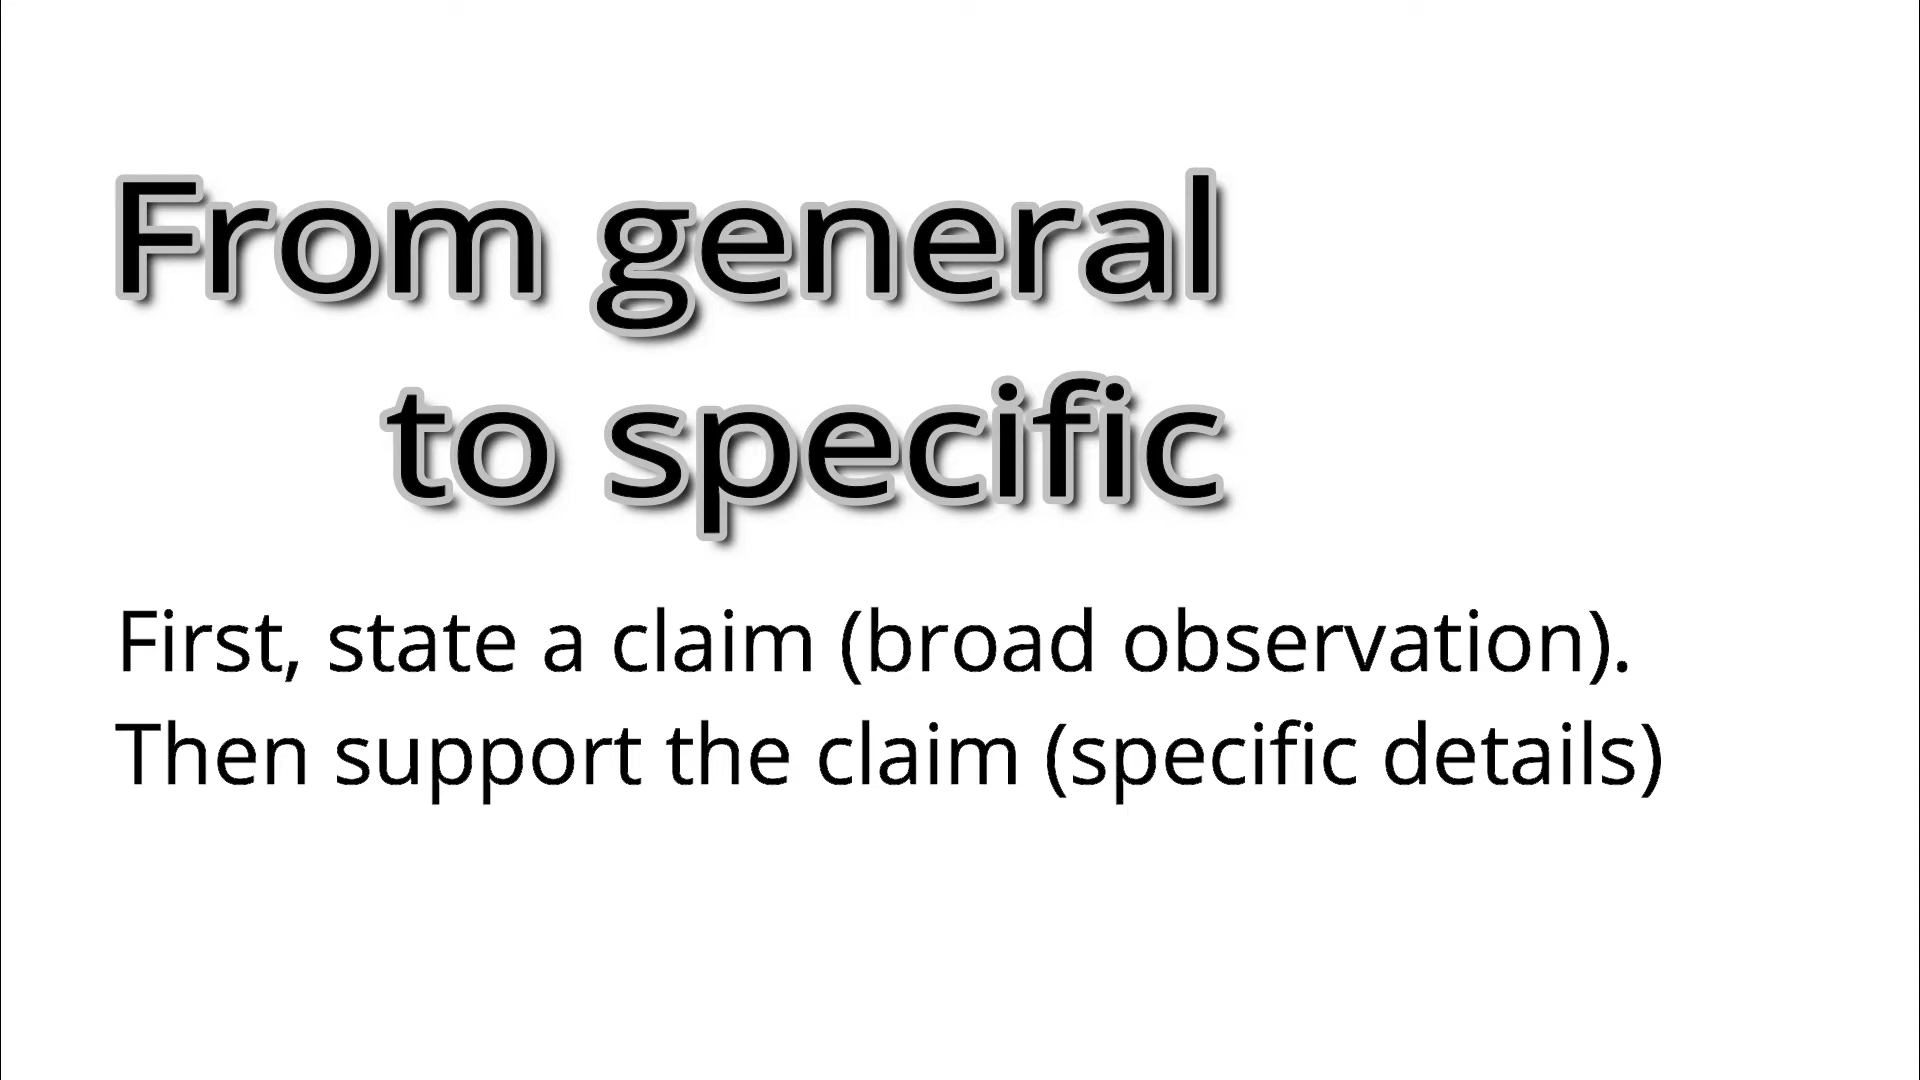 From general
to specific
First, state a claim (broad observation).
Then support the claim (specific details)